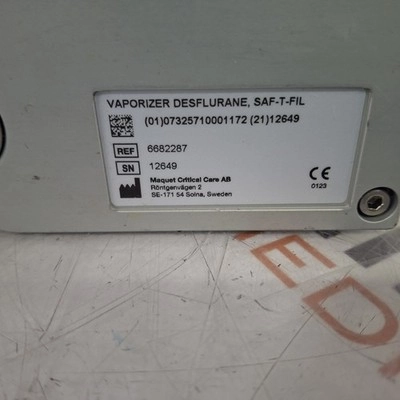 VAPORIZER DESFLURANE, SAF-T-FIL
(01)07325710001172 (21)12649
REF 6682287
SN 12649
Maquet Critical Care AB
Röntgenvägen 2
SE-171 54 Solna, Sweden
CE
0123
MED